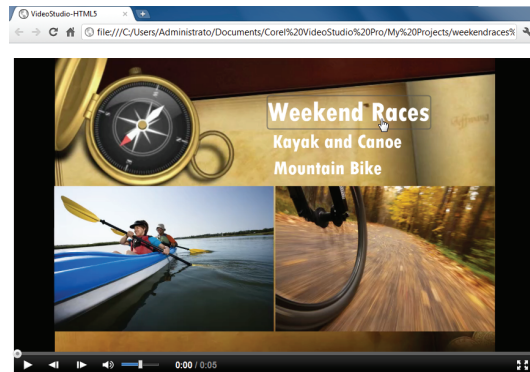 VideoStudio-HTML5
file:///C:/Users/Administrato/Documents/Corel%20VideoStudio%20Pro/My%20Projects/weekendraces%
Weekend Races
Kayak and Canoe
Mountain Bike
0:00 / 0:05